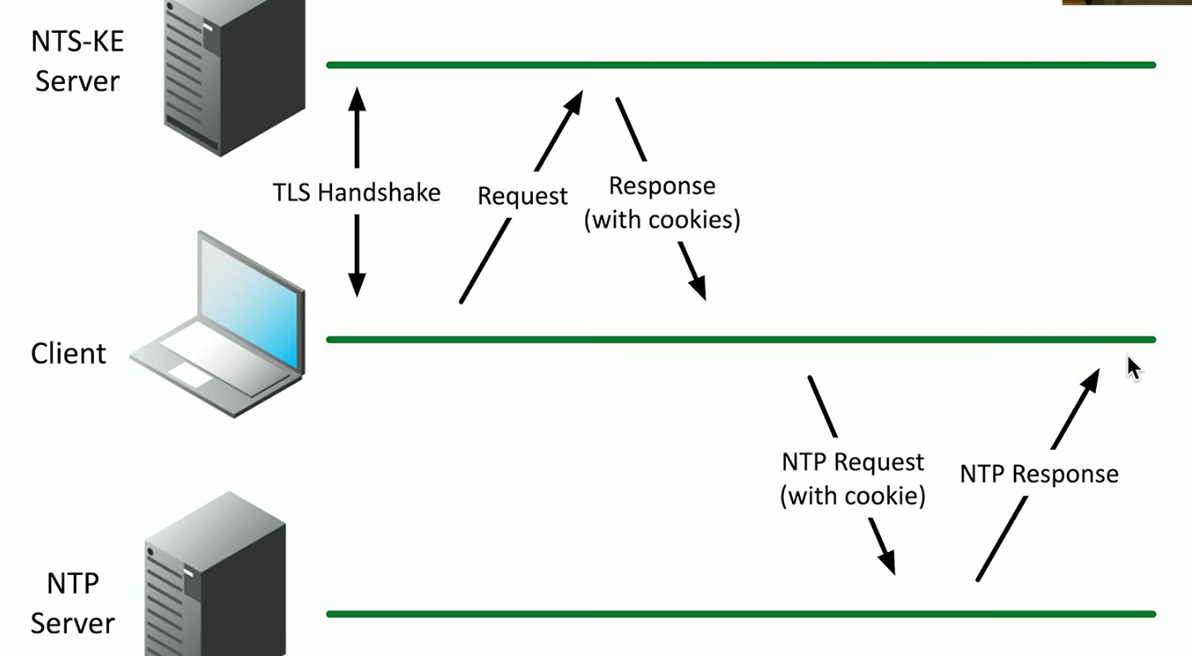 NTS-KE
Server
TLS Handshake
Request
Response
(with cookies)
Client
NTP Request
(with cookie)
NTP Response
NTP
Server